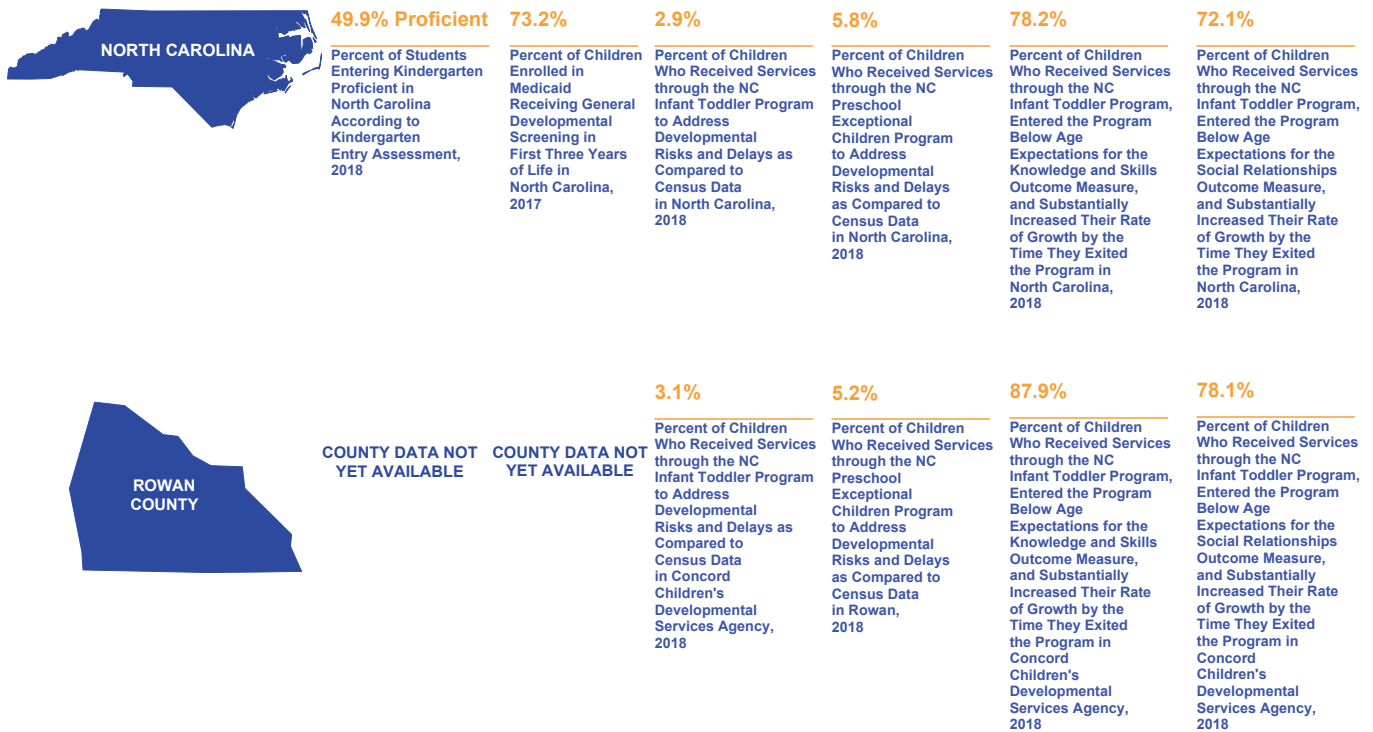 NORTH CAROLINA
49.9% Proficient
Percent of Students
Entering Kindergarten
Proficient in
North Carolina
According to
Kindergarten
Entry Assessment,
2018
73.2%
Percent of Children
Enrolled in
Medicaid
Receiving General
Developmental
Screening in
First Three Years
of Life in
North Carolina,
2017
2.9%
Percent of Children
Who Received Services
through the NC
Infant Toddler Program
to Address
Developmental
Risks and Delays as
Compared to
Census Data
in North Carolina,
2018
5.8%
Percent of Children
Who Received Services
through the NC
Preschool
Exceptional
Children Program
to Address
Developmental
Risks and Delays
as Compared to
Census Data
in North Carolina,
2018
78.2%
Percent of Children
Who Received Services
through the NC
Infant Toddler Program,
Entered the Program
Below Age
Expectations for the
Knowledge and Skills
Outcome Measure,
and Substantially
Increased Their Rate
of Growth by the
Time They Exited
the Program in
North Carolina,
2018
72.1%
Percent of Children
Who Received Services
through the NC
Infant Toddler Program,
Entered the Program
Below Age
Expectations for the
Social Relationships
Outcome Measure,
and Substantially
Increased Their Rate
of Growth by the
Time They Exited
the Program in
North Carolina,
2018
ROWAN
COUNTY
COUNTY DATA NOT
YET AVAILABLE
COUNTY DATA NOT
YET AVAILABLE
3.1%
Percent of Children
Who Received Services
through the NC
Infant Toddler Program
to Address
Developmental
Risks and Delays as
Compared to
Census Data
in Concord
Children's
Developmental
Services Agency,
2018
5.2%
Percent of Children
Who Received Services
through the NC
Preschool
Exceptional
Children Program
to Address
Developmental
Risks and Delays
as Compared to
Census Data
in Rowan,
2018
87.9%
Percent of Children
Who Received Services
through the NC
Infant Toddler Program,
Entered the Program
Below Age
Expectations for the
Knowledge and Skills
Outcome Measure,
and Substantially
Increased Their Rate
of Growth by the
Time They Exited
the Program in
Concord
Children's
Developmental
Services Agency,
2018
78.1%
Percent of Children
Who Received Services
through the NC
Infant Toddler Program,
Entered the Program
Below Age
Expectations for the
Social Relationships
Outcome Measure,
and Substantially
Increased Their Rate
of Growth by the
Time They Exited
the Program in
Concord
Children's
Developmental
Services Agency,
2018